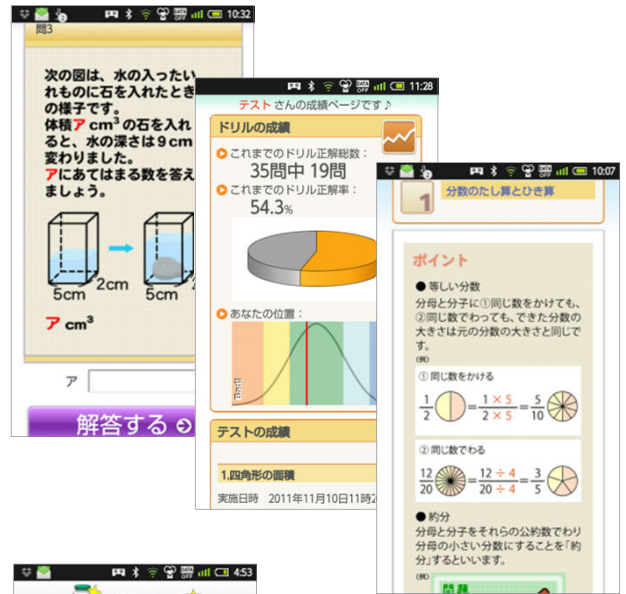 10:32
問3
次の図は、水の入ったい
れものに石を入れたとき
の様子です。
体積ア cm³ の石を入れ
ると、水の深さは9cm
変わりました。
アにあてはまる数を答え
ましょう。
5cm
2cm
5cm
ア cm³
ア
解答する
DATA OFF
11:28
テスト さんの成績ページです♪
ドリルの成績
これまでのドリル正解総数：
35問中 19問
これまでのドリル正解率：
54.3%
あなたの位置：
テストの成績
1.四角形の面積
実施日時 2011年11月10日11時2
10:07
1
分数のたし算とひき算
ポイント
● 等しい分数
分母と分子に①同じ数をかけても、
②同じ数でわっても、できた分数の
大きさは元の分数の大きさと同じで
す。
(例)
① 同じ数をかける
1/2 = 1 × 5/2 × 5 = 5/10
② 同じ数でわる
12/20 = 12 ÷ 4/20 ÷ 4 = 3/5
● 約分
分母と分子をそれらの公約数でわり
分母の小さい分数にすることを「約
分」するといいます。
(例)
問題
4:53